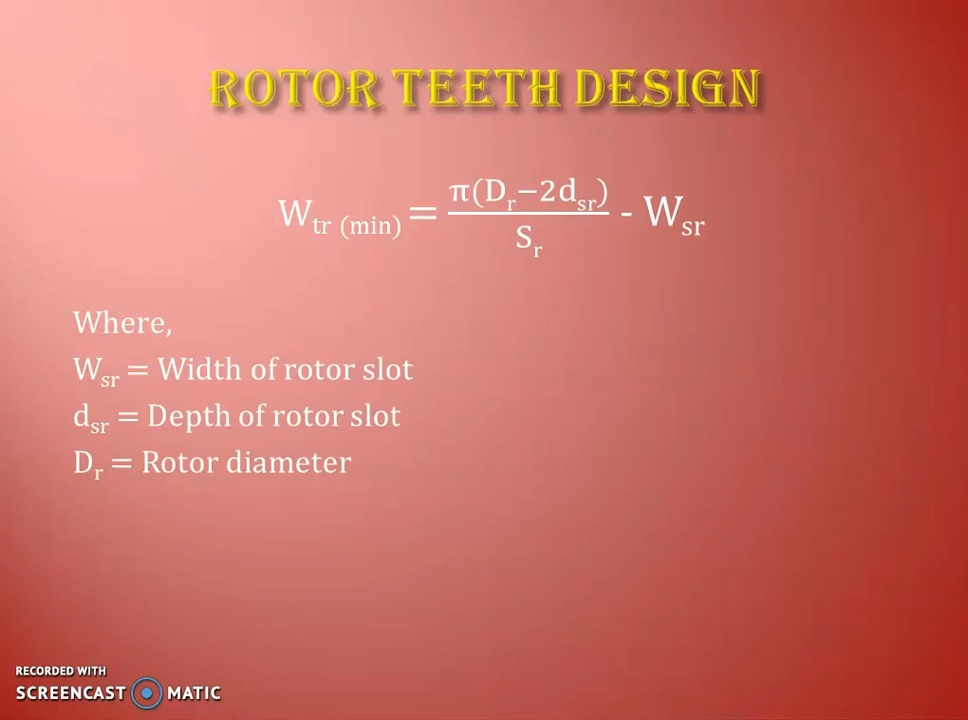 ROTOR TEETH DESIGN
W_tr (min) = π(D_r−2d_sr)/S_r - W_sr
Where,
W_sr = Width of rotor slot
d_sr = Depth of rotor slot
D_r = Rotor diameter
RECORDED WITH
SCREENCAST MATIC